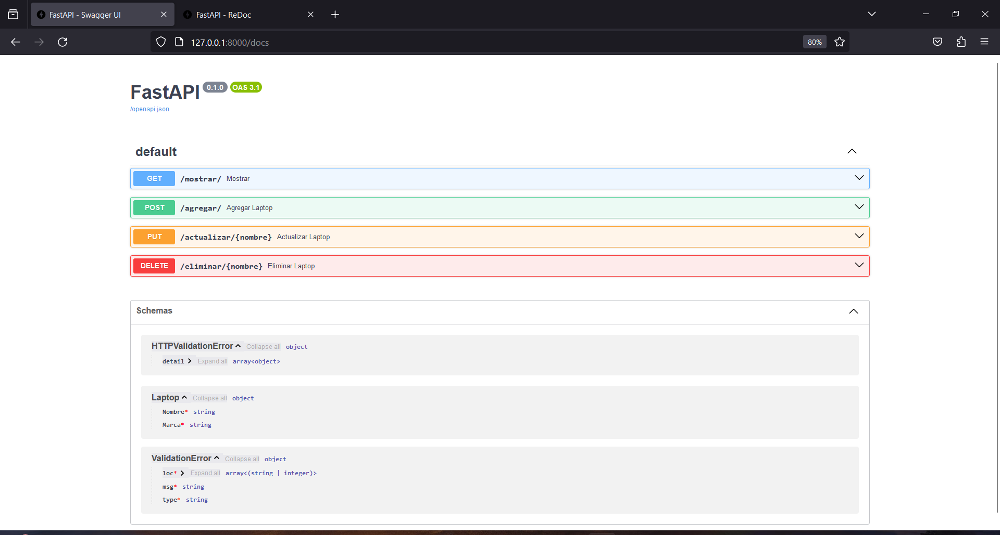 FastAPI - Swagger UI
FastAPI - ReDoc
127.0.0.1:8000/docs
80%
FastAPI 0.1.0 OAS 3.1
/openapi.json
default
GET /mostrar/ Mostrar
POST /agregar/ Agregar Laptop
PUT /actualizar/{nombre} Actualizar Laptop
DELETE /eliminar/{nombre} Eliminar Laptop
Schemas
HTTPValidationError Collapse all object
detail Expand all array<object>
Laptop Collapse all object
Nombre* string
Marca* string
ValidationError Collapse all object
loc* Expand all array<(string | integer)>
msg* string
type* string